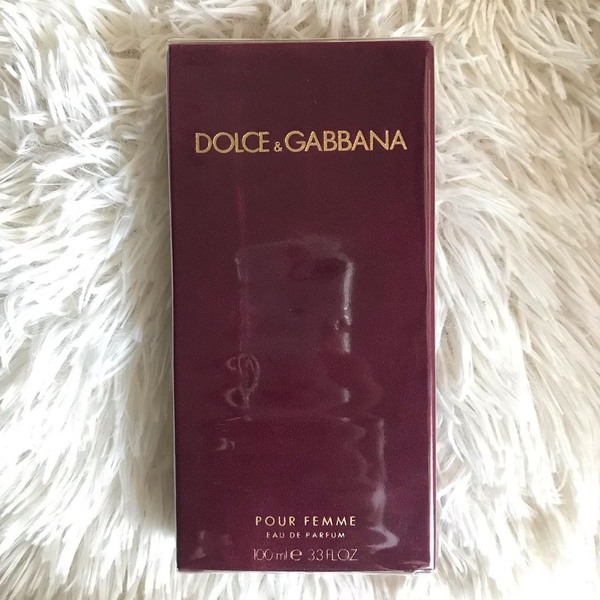 DOLCE & GABBANA
POUR FEMME
EAU DE PARFUM
100 ml ℮ 3.3 FL.OZ